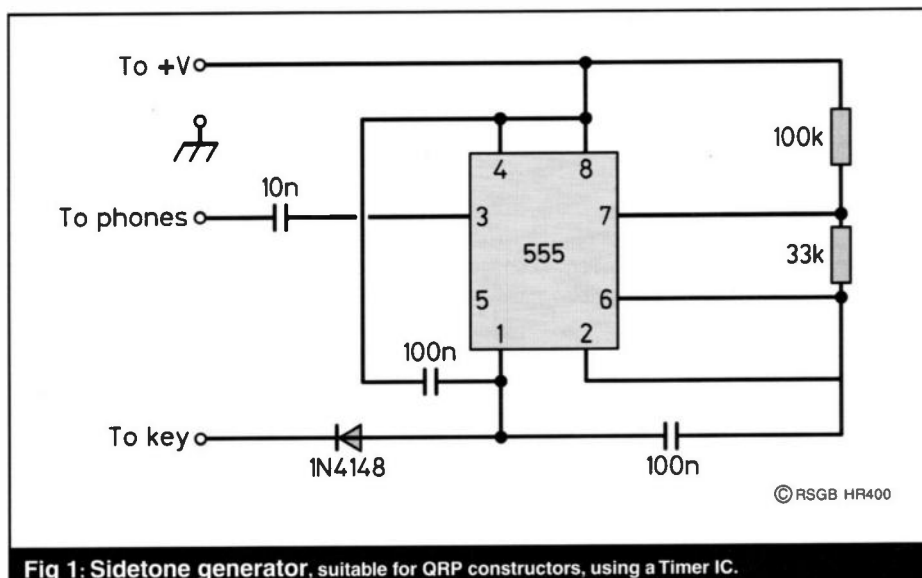 To +V
100k
10n
4 8
To phones
3 7
555
33k
5 6
1 2
100n
To key
1N4148
100n
© RSGB HR400
Fig 1: Sidetone generator, suitable for QRP constructors, using a Timer IC.